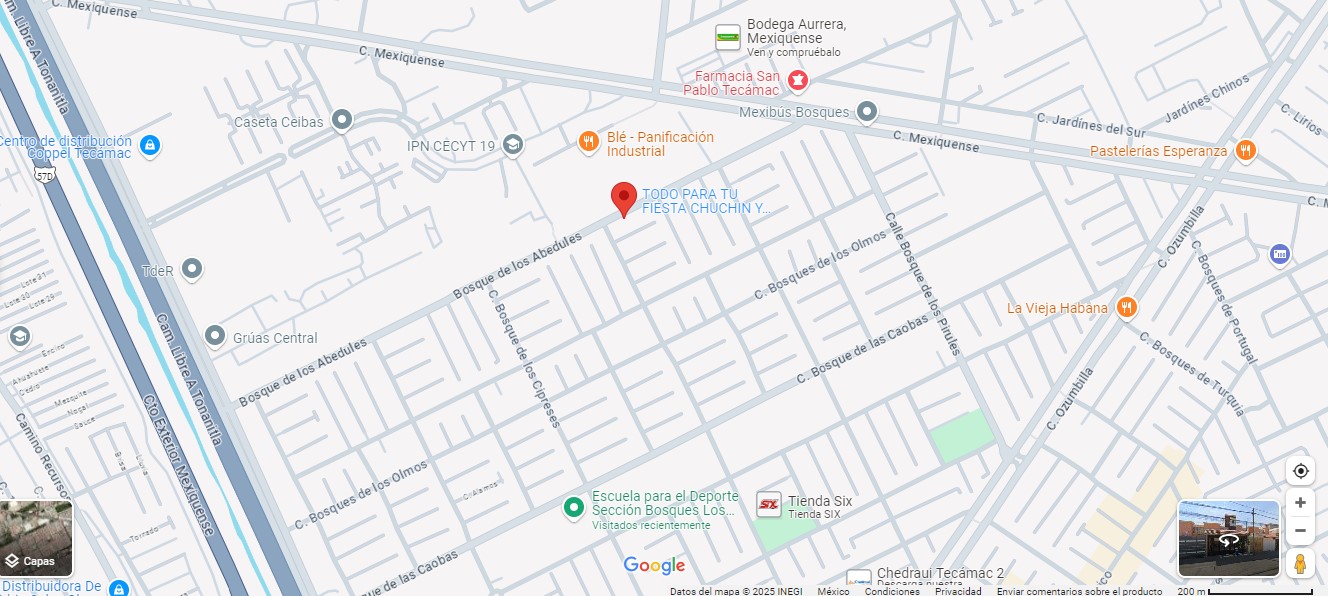 C. Mexiquense
Cam. Libre A Tonanitla
C. Mexiquense
Bodega Aurrera,
Mexiquense
Ven y compruébalo
Farmacia San
Pablo Tecámac
Mexibús Bosques
C. Mexiquense
C. Jardines del Sur
Jardines Chinos
C. Lirios
Pastelerías Esperanza
Caseta Ceibas
IPN CECYT 19
Blé - Panificación
Industrial
Centro de distribución
Coppel Tecámac
57D
TODO PARA TU
FIESTA CHUCHIN Y...
Bosque de los Abedules
TdeR
Grúas Central
C. Bosques de los Olmos
Calle Bosque de los Pirules
C. Ozumbilla
C. Bosques de Portugal
La Vieja Habana
C. Bosque de los Cipreses
C. Bosque de las Caobas
C. Bosques de Turquía
Cam. Libre A Tonanitla
Bosque de los Abedules
Lote 31
Lote 30
Lote 29
Encino
Ahuehuete
Cedro
Mezquite
Nogal
Sauce
Cto. Exterior Mexiquense
C. Ozumbilla
C. Bosques de los Olmos
C. Alamos
Escuela para el Deporte
Sección Bosques Los...
Visitados recientemente
SX
Tienda Six
Tienda SIX
Tornado
Capas
Distribuidora De
de las Caobas
Google
Chedraui Tecámac 2
Descarga nuestra
Datos del mapa © 2025 INEGI
México
Condiciones
Privacidad
Enviar comentarios sobre el producto
200 m